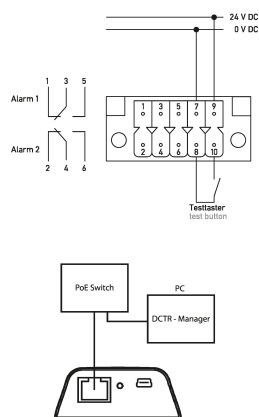 24 V DC
0 V DC
1 3 5
Alarm 1
Alarm 2
2 4 6
1 3 5 7 9
2 4 6 8 10
Testtaster
test button
PoE Switch
PC
DCTR - Manager